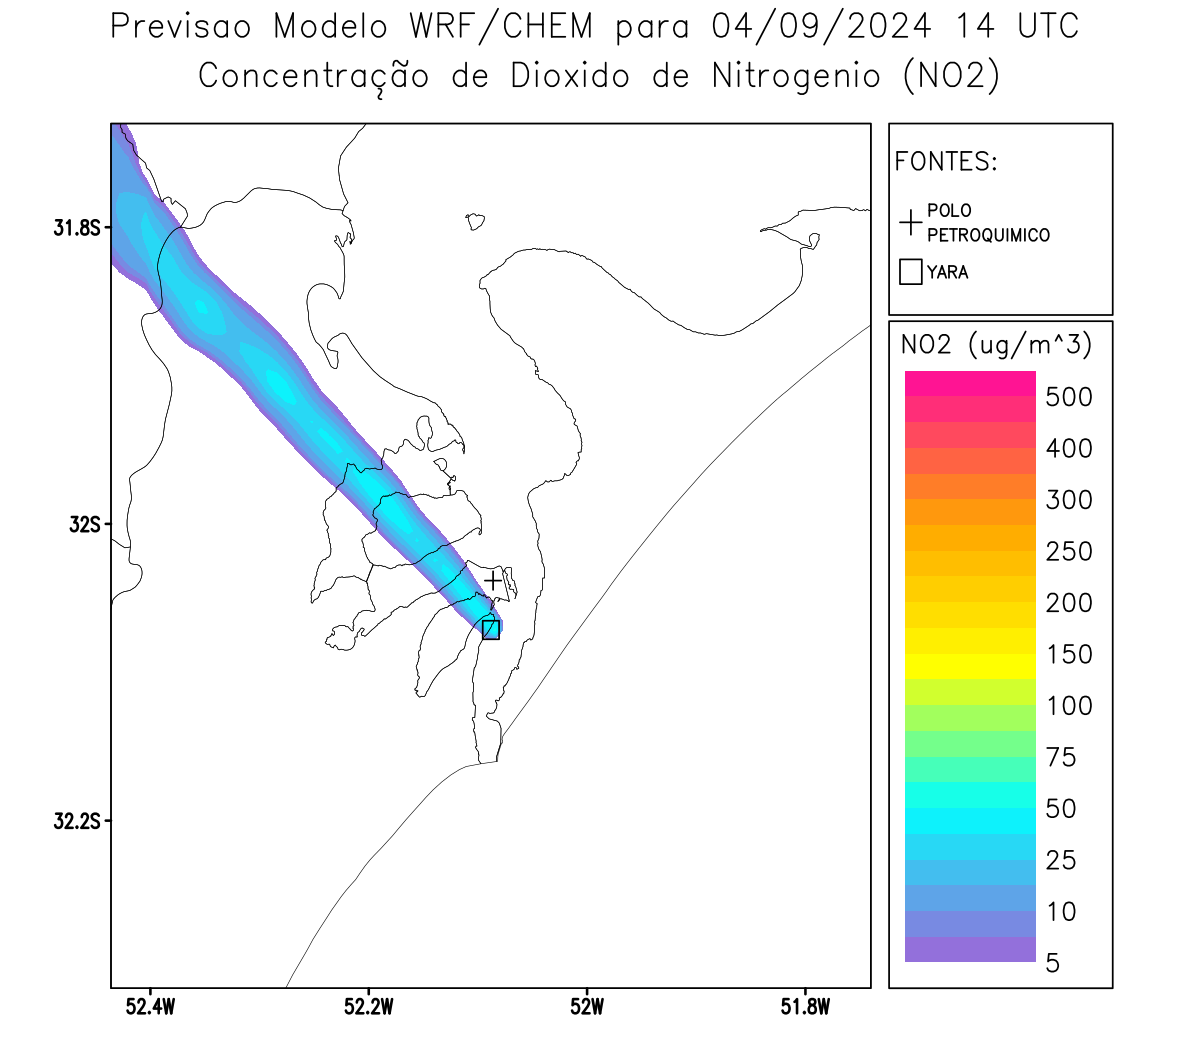 Previsao Modelo WRF/CHEM para 04/09/2024 14 UTC
Concentração de Dioxido de Nitrogenio (NO2)
FONTES:
POLO
PETROQUIMICO
YARA
31.8S
32S
32.2S
52.4W
52.2W
52W
51.8W
NO2 (ug/m^3)
500
400
300
250
200
150
100
75
50
25
10
5